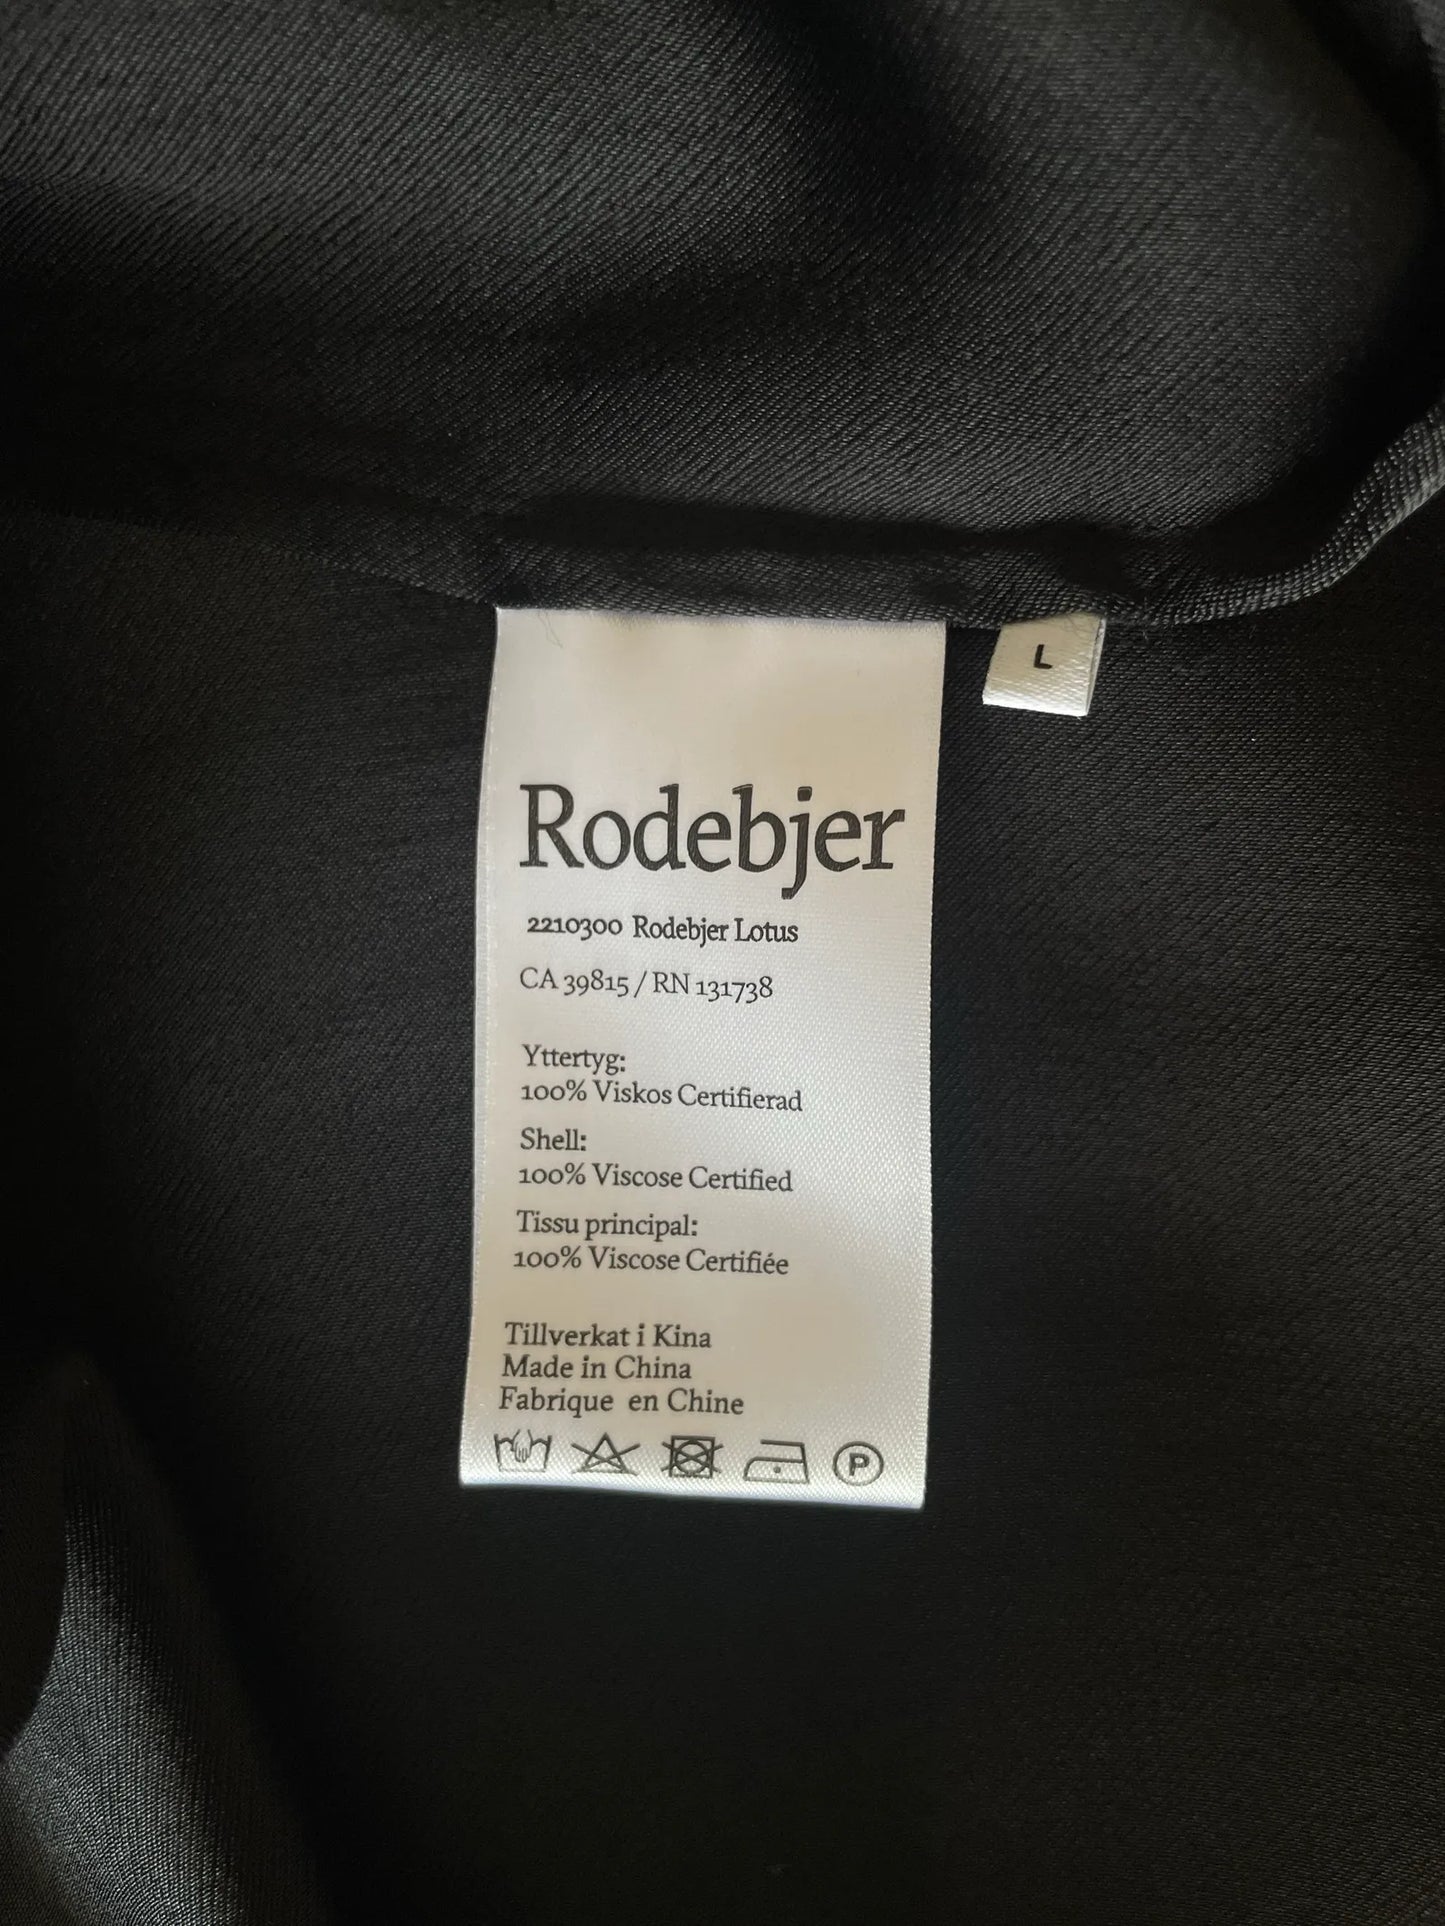 L
Rodebjer
2210300 Rodebjer Lotus
CA 39815 / RN 131738
Yttertyg:
100% Viskos Certifierad
Shell:
100% Viscose Certified
Tissu principal:
100% Viscose Certifiée
Tillverkat i Kina
Made in China
Fabrique en Chine
P